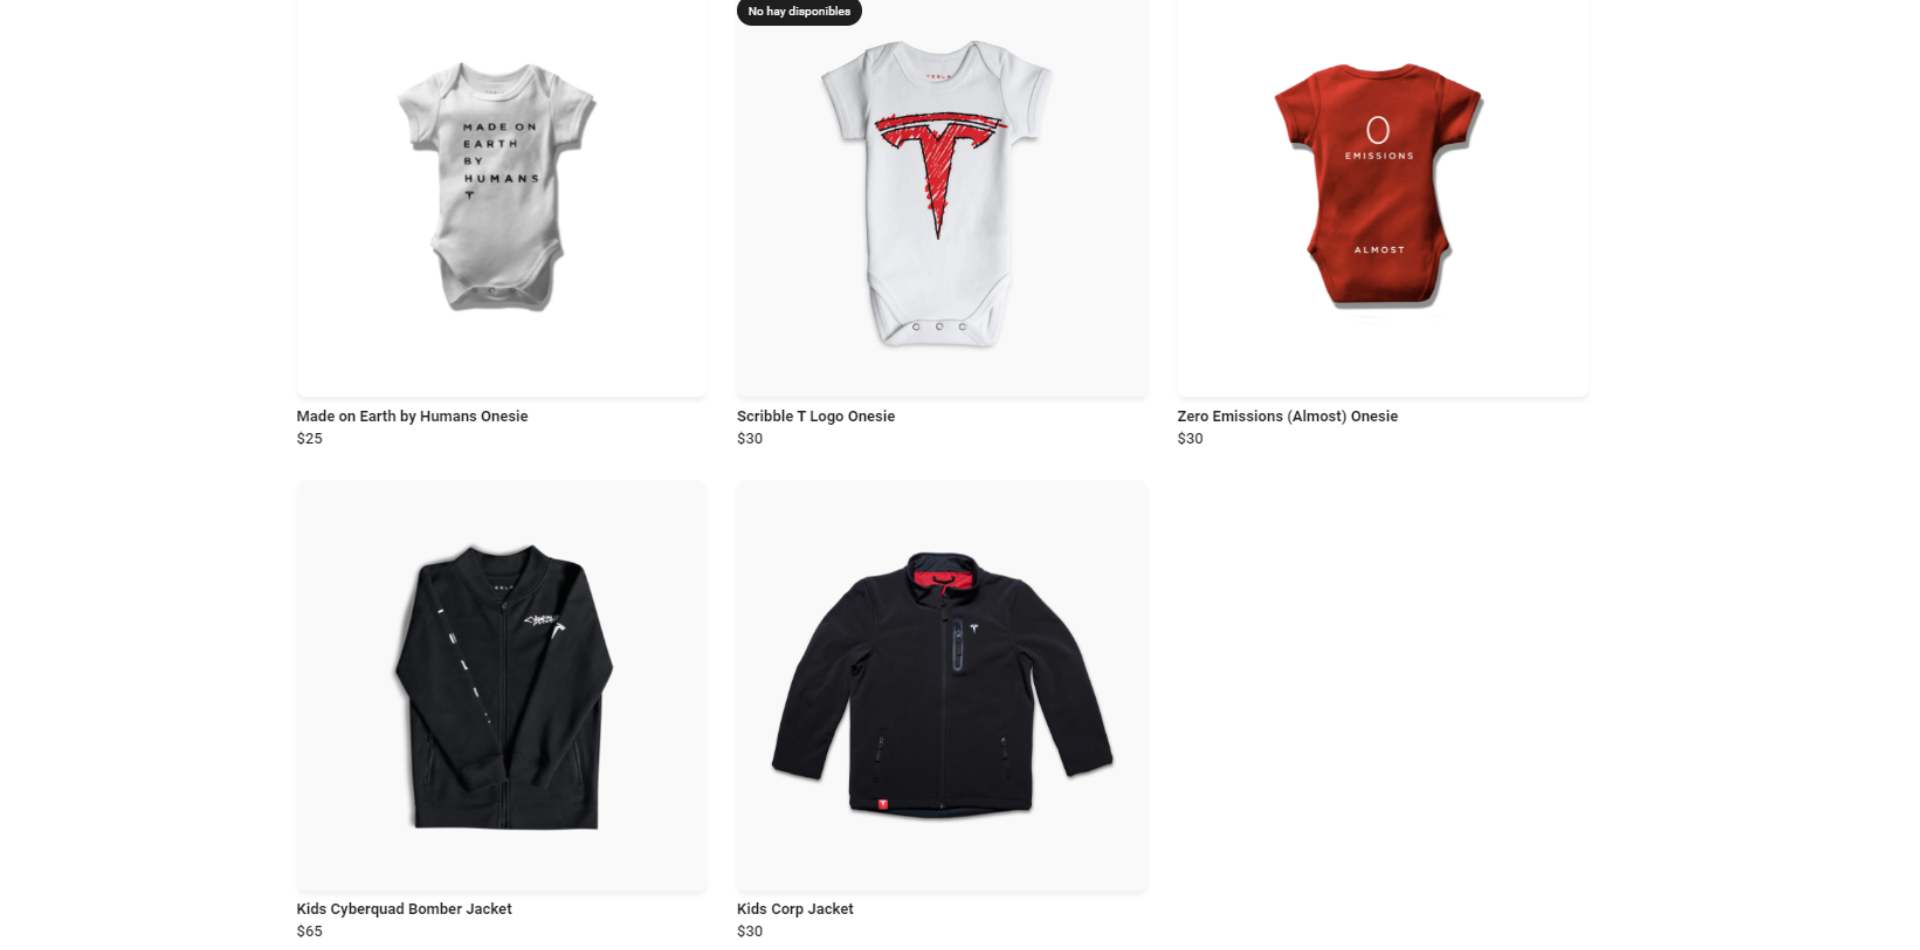 No hay disponibles
MADE ON
EARTH
BY
HUMANS
TESLA
O
EMISSIONS
ALMOST
Made on Earth by Humans Onesie
$25
Scribble T Logo Onesie
$30
Zero Emissions (Almost) Onesie
$30
Kids Cyberquad Bomber Jacket
$65
Kids Corp Jacket
$30